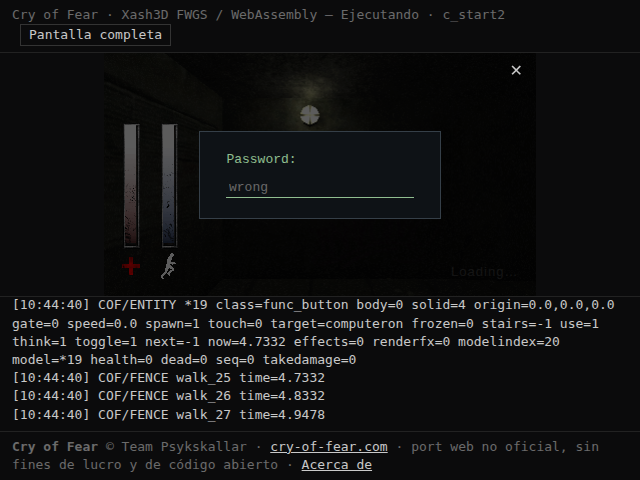 Cry of Fear · Xash3D FWGS / WebAssembly — Ejecutando · c_start2
Pantalla completa
✕
Password:
wrong
Loading...
[10:44:40] COF/ENTITY *19 class=func_button body=0 solid=4 origin=0.0,0.0,0.0
gate=0 speed=0.0 spawn=1 touch=0 target=computeron frozen=0 stairs=-1 use=1
think=1 toggle=1 next=-1 now=4.7332 effects=0 renderfx=0 modelindex=20
model=*19 health=0 dead=0 seq=0 takedamage=0
[10:44:40] COF/FENCE walk_25 time=4.7332
[10:44:40] COF/FENCE walk_26 time=4.8332
[10:44:40] COF/FENCE walk_27 time=4.9478
Cry of Fear © Team Psykskallar · cry-of-fear.com · port web no oficial, sin
fines de lucro y de código abierto · Acerca de